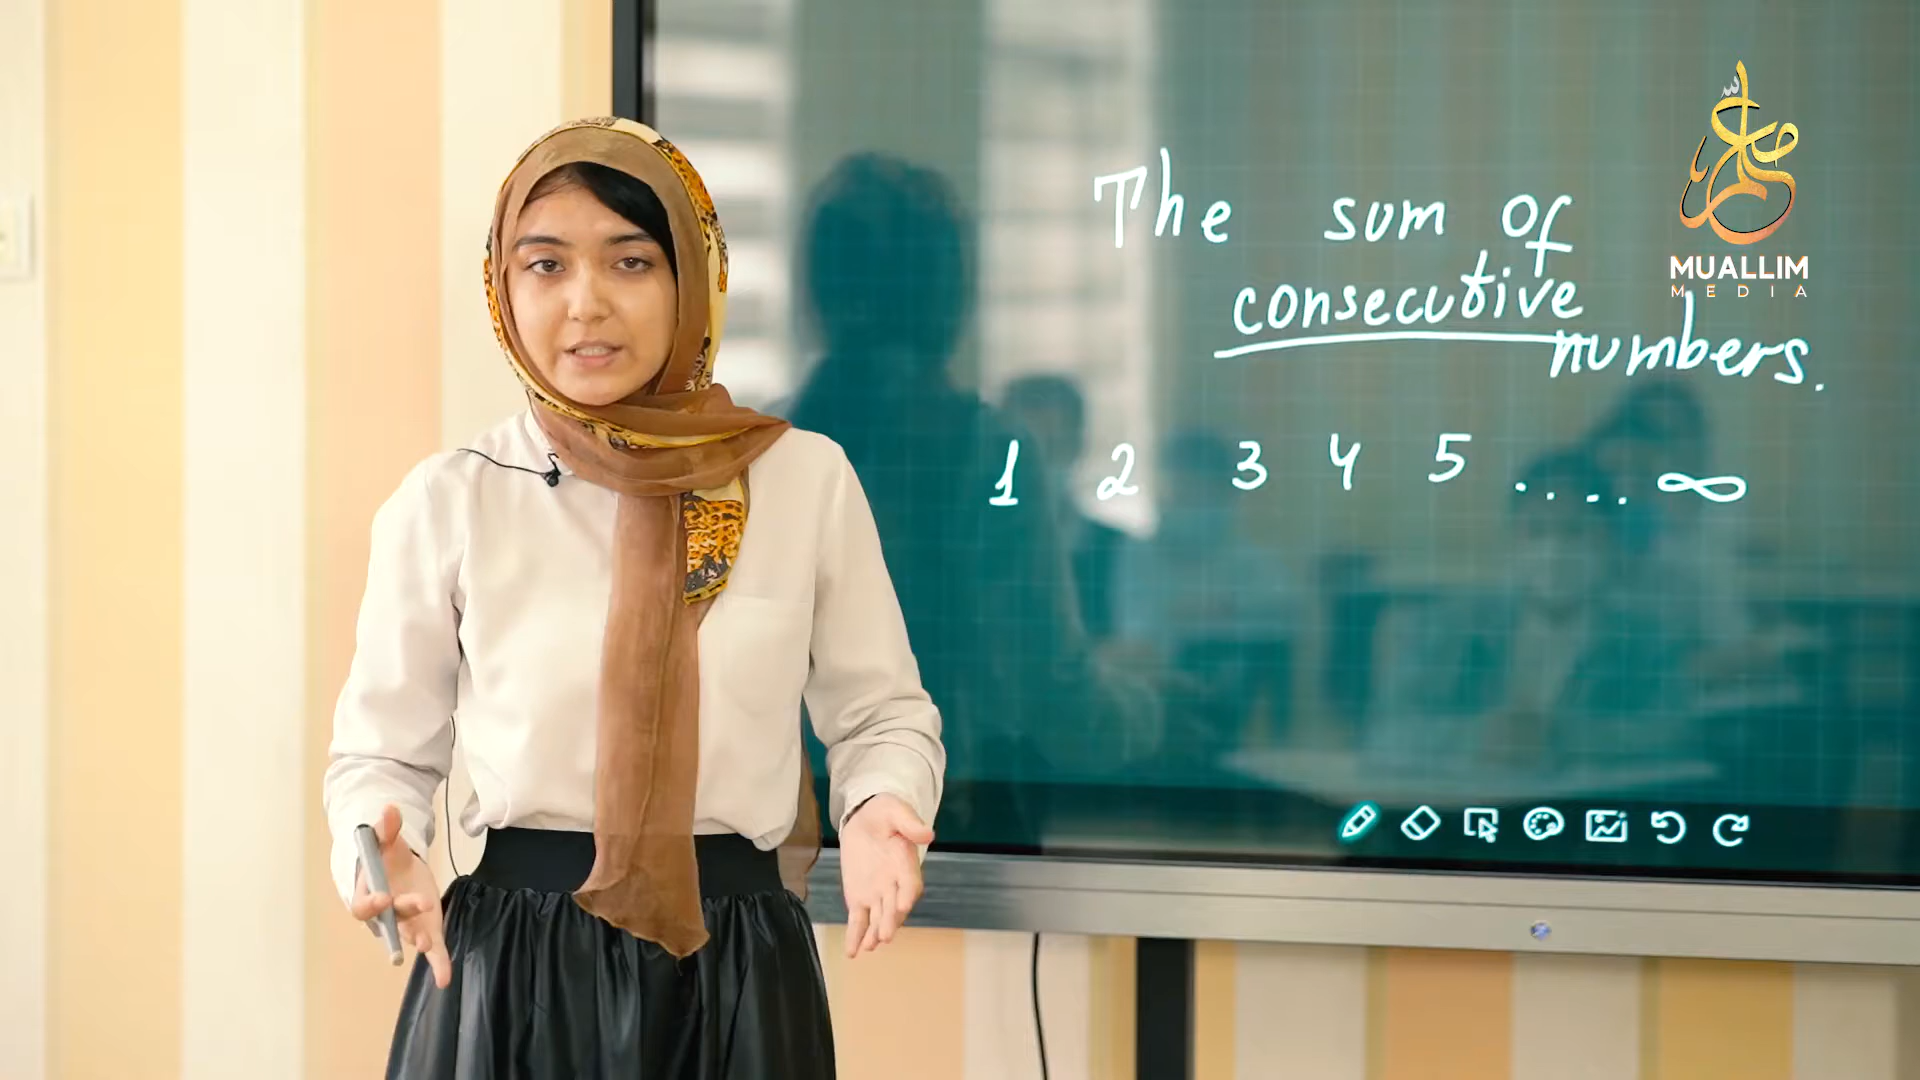 The sum of
consecutive
numbers.
1 2 3 4 5 .... ∞
MUALLIM
MEDIA